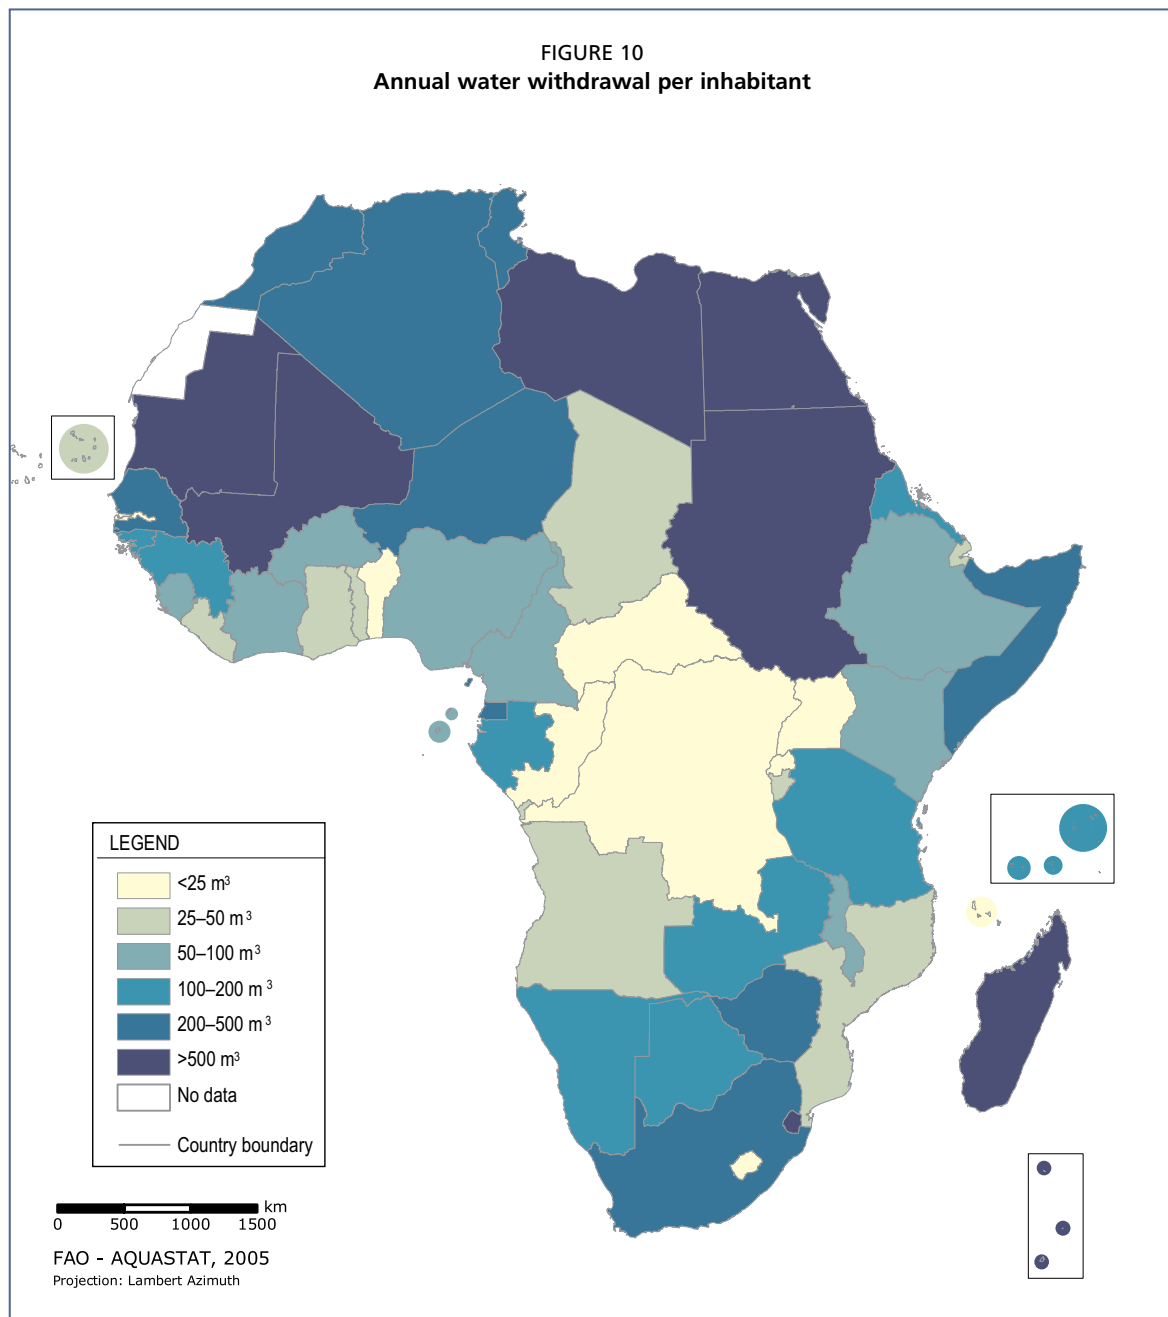 FIGURE 10
Annual water withdrawal per inhabitant
LEGEND
<25 m³
25–50 m³
50–100 m³
100–200 m³
200–500 m³
>500 m³
No data
Country boundary
km
0 500 1000 1500
FAO - AQUASTAT, 2005
Projection: Lambert Azimuth